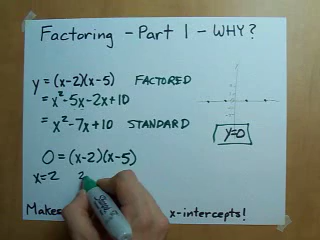 Factoring - Part 1 - WHY?
y = (x-2)(x-5) FACTORED
= x²-5x-2x+10
= x²-7x+10 STANDARD
y=0
0 = (x-2)(x-5)
x=2
Makes x-intercepts!